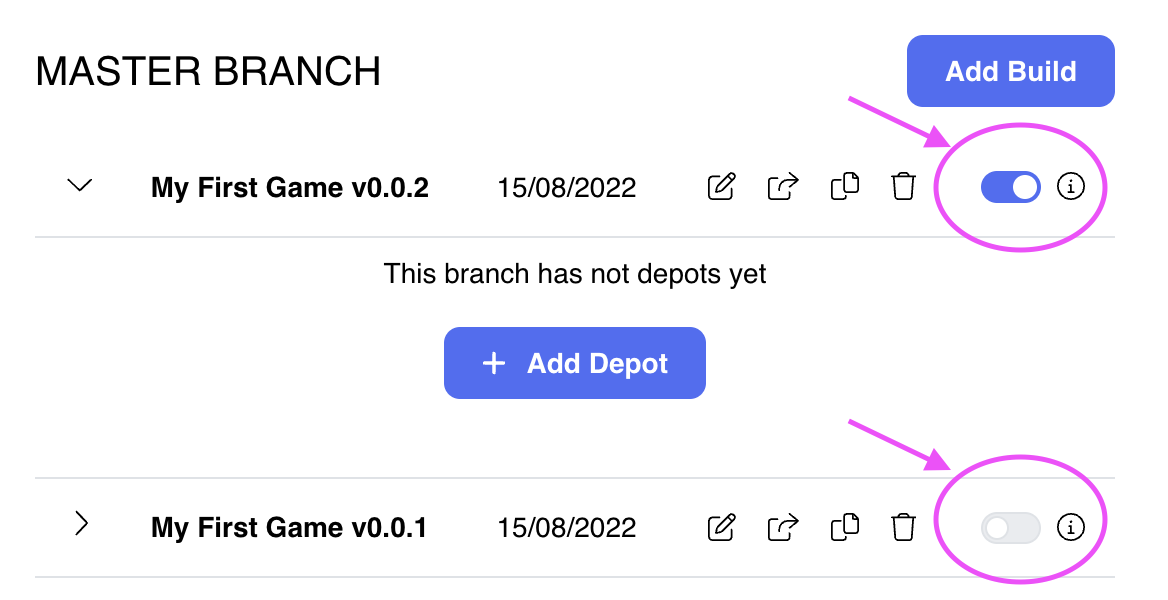 MASTER BRANCH
Add Build
My First Game v0.0.2 15/08/2022
This branch has not depots yet
+ Add Depot
My First Game v0.0.1 15/08/2022